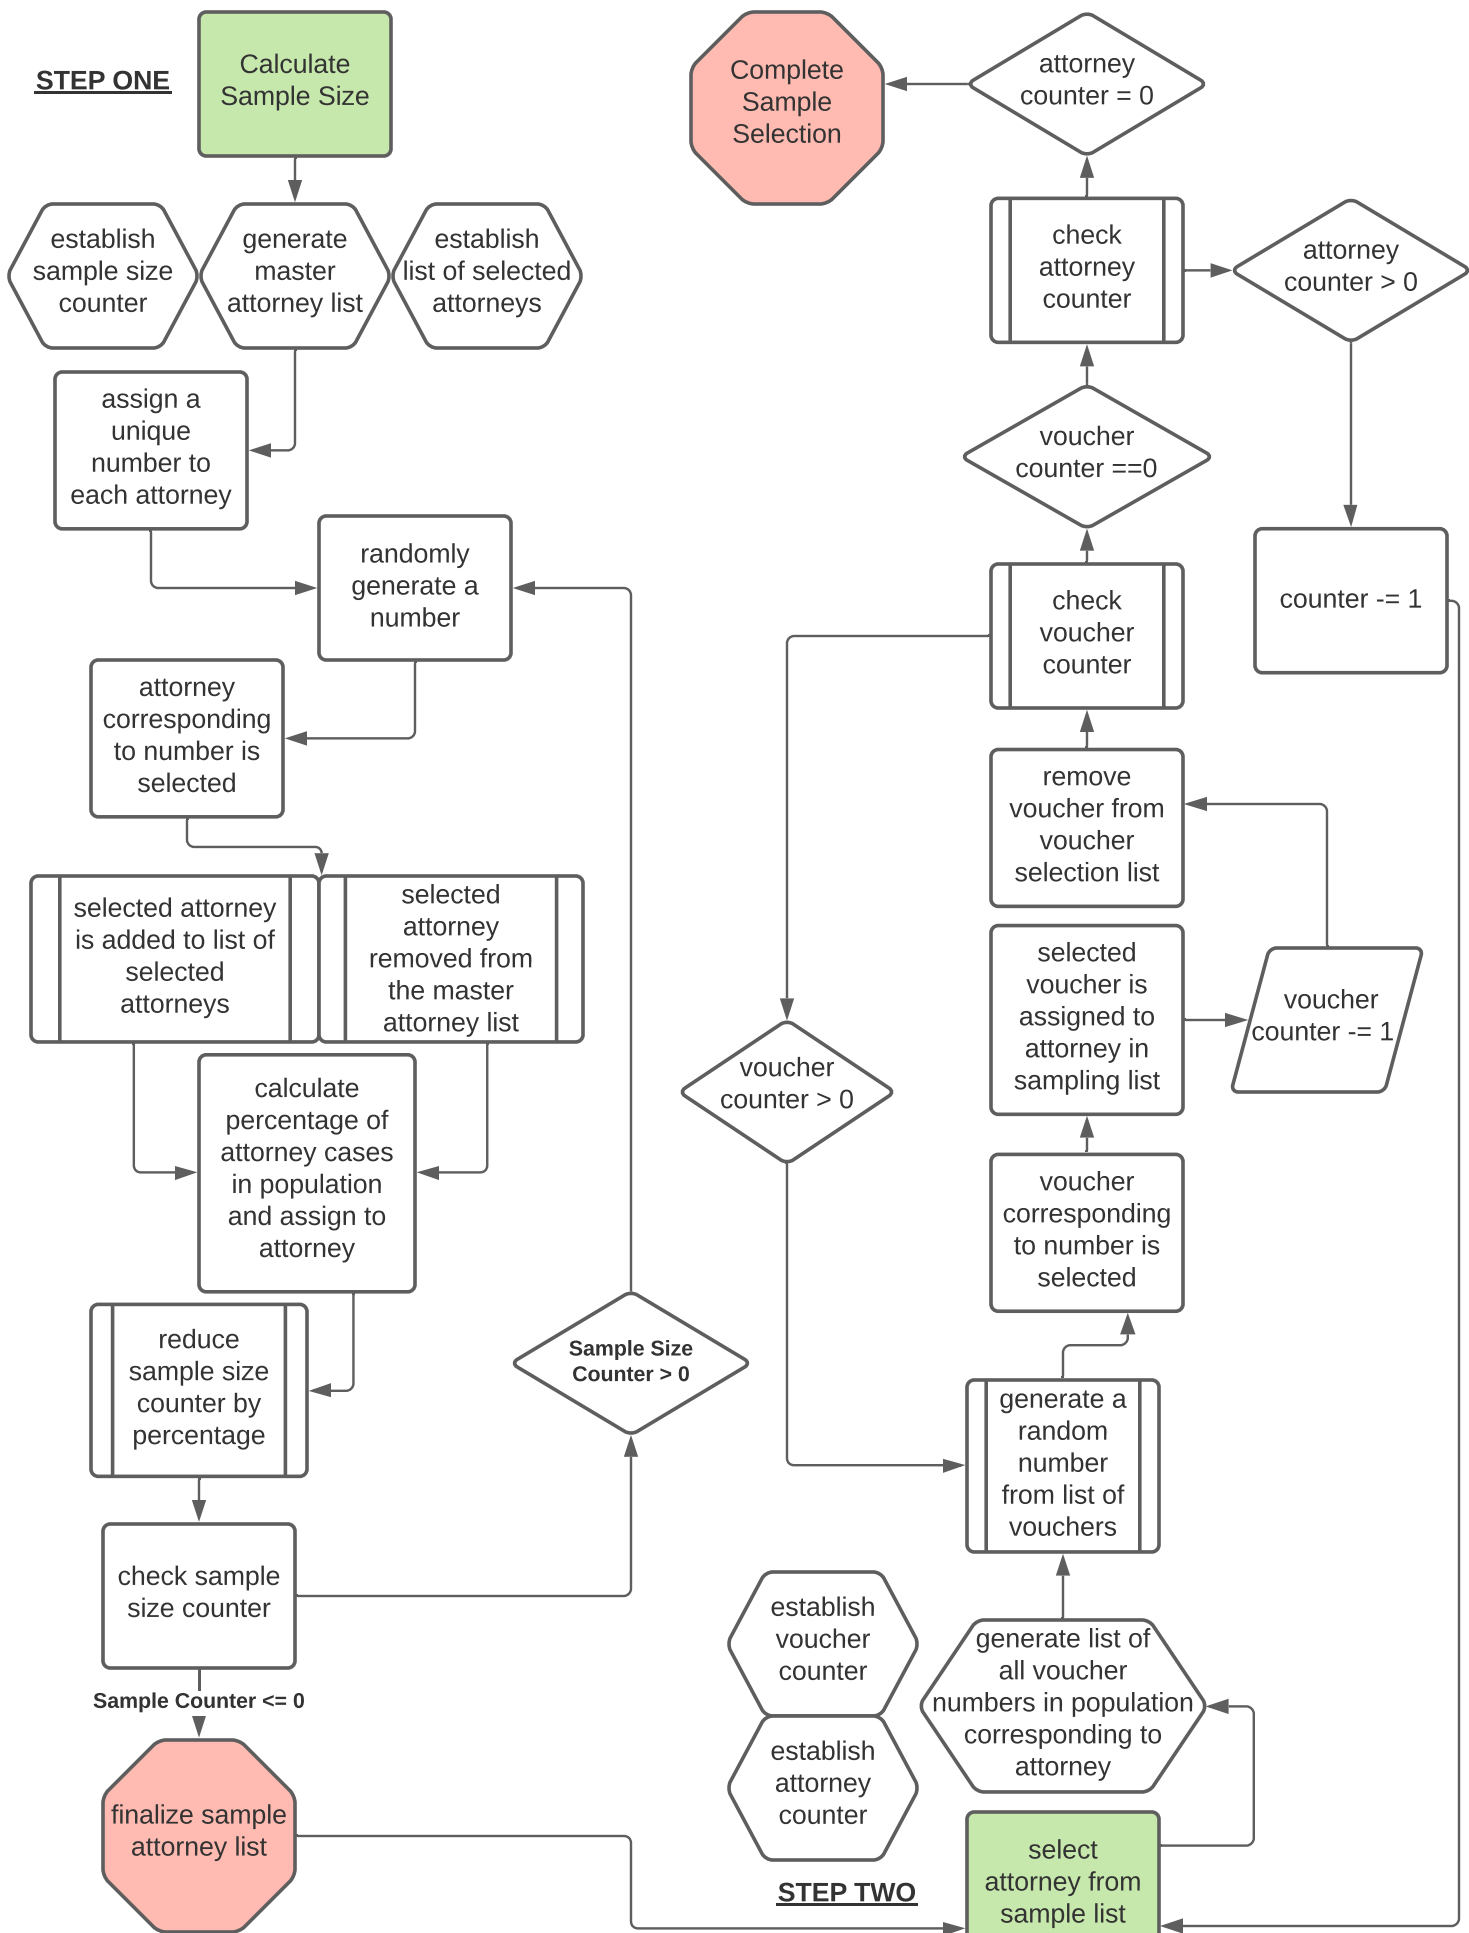 STEP ONE
Calculate
Sample Size
establish
sample size
counter
generate
master
attorney list
establish
list of selected
attorneys
assign a
unique
number to
each attorney
randomly
generate a
number
attorney
corresponding
to number is
selected
selected attorney
is added to list of
selected
attorneys
selected
attorney
removed from
the master
attorney list
calculate
percentage of
attorney cases
in population
and assign to
attorney
reduce
sample size
counter by
percentage
Sample Size
Counter > 0
check sample
size counter
Sample Counter <= 0
finalize sample
attorney list
STEP TWO
select
attorney from
sample list
establish
voucher
counter
establish
attorney
counter
generate list of
all voucher
numbers in population
corresponding to
attorney
generate a
random
number
from list of
vouchers
voucher
corresponding
to number is
selected
selected
voucher is
assigned to
attorney in
sampling list
voucher
counter -= 1
remove
voucher from
voucher
selection list
check
voucher
counter
voucher
counter > 0
voucher
counter ==0
check
attorney
counter
attorney
counter > 0
counter -= 1
attorney
counter = 0
Complete
Sample
Selection